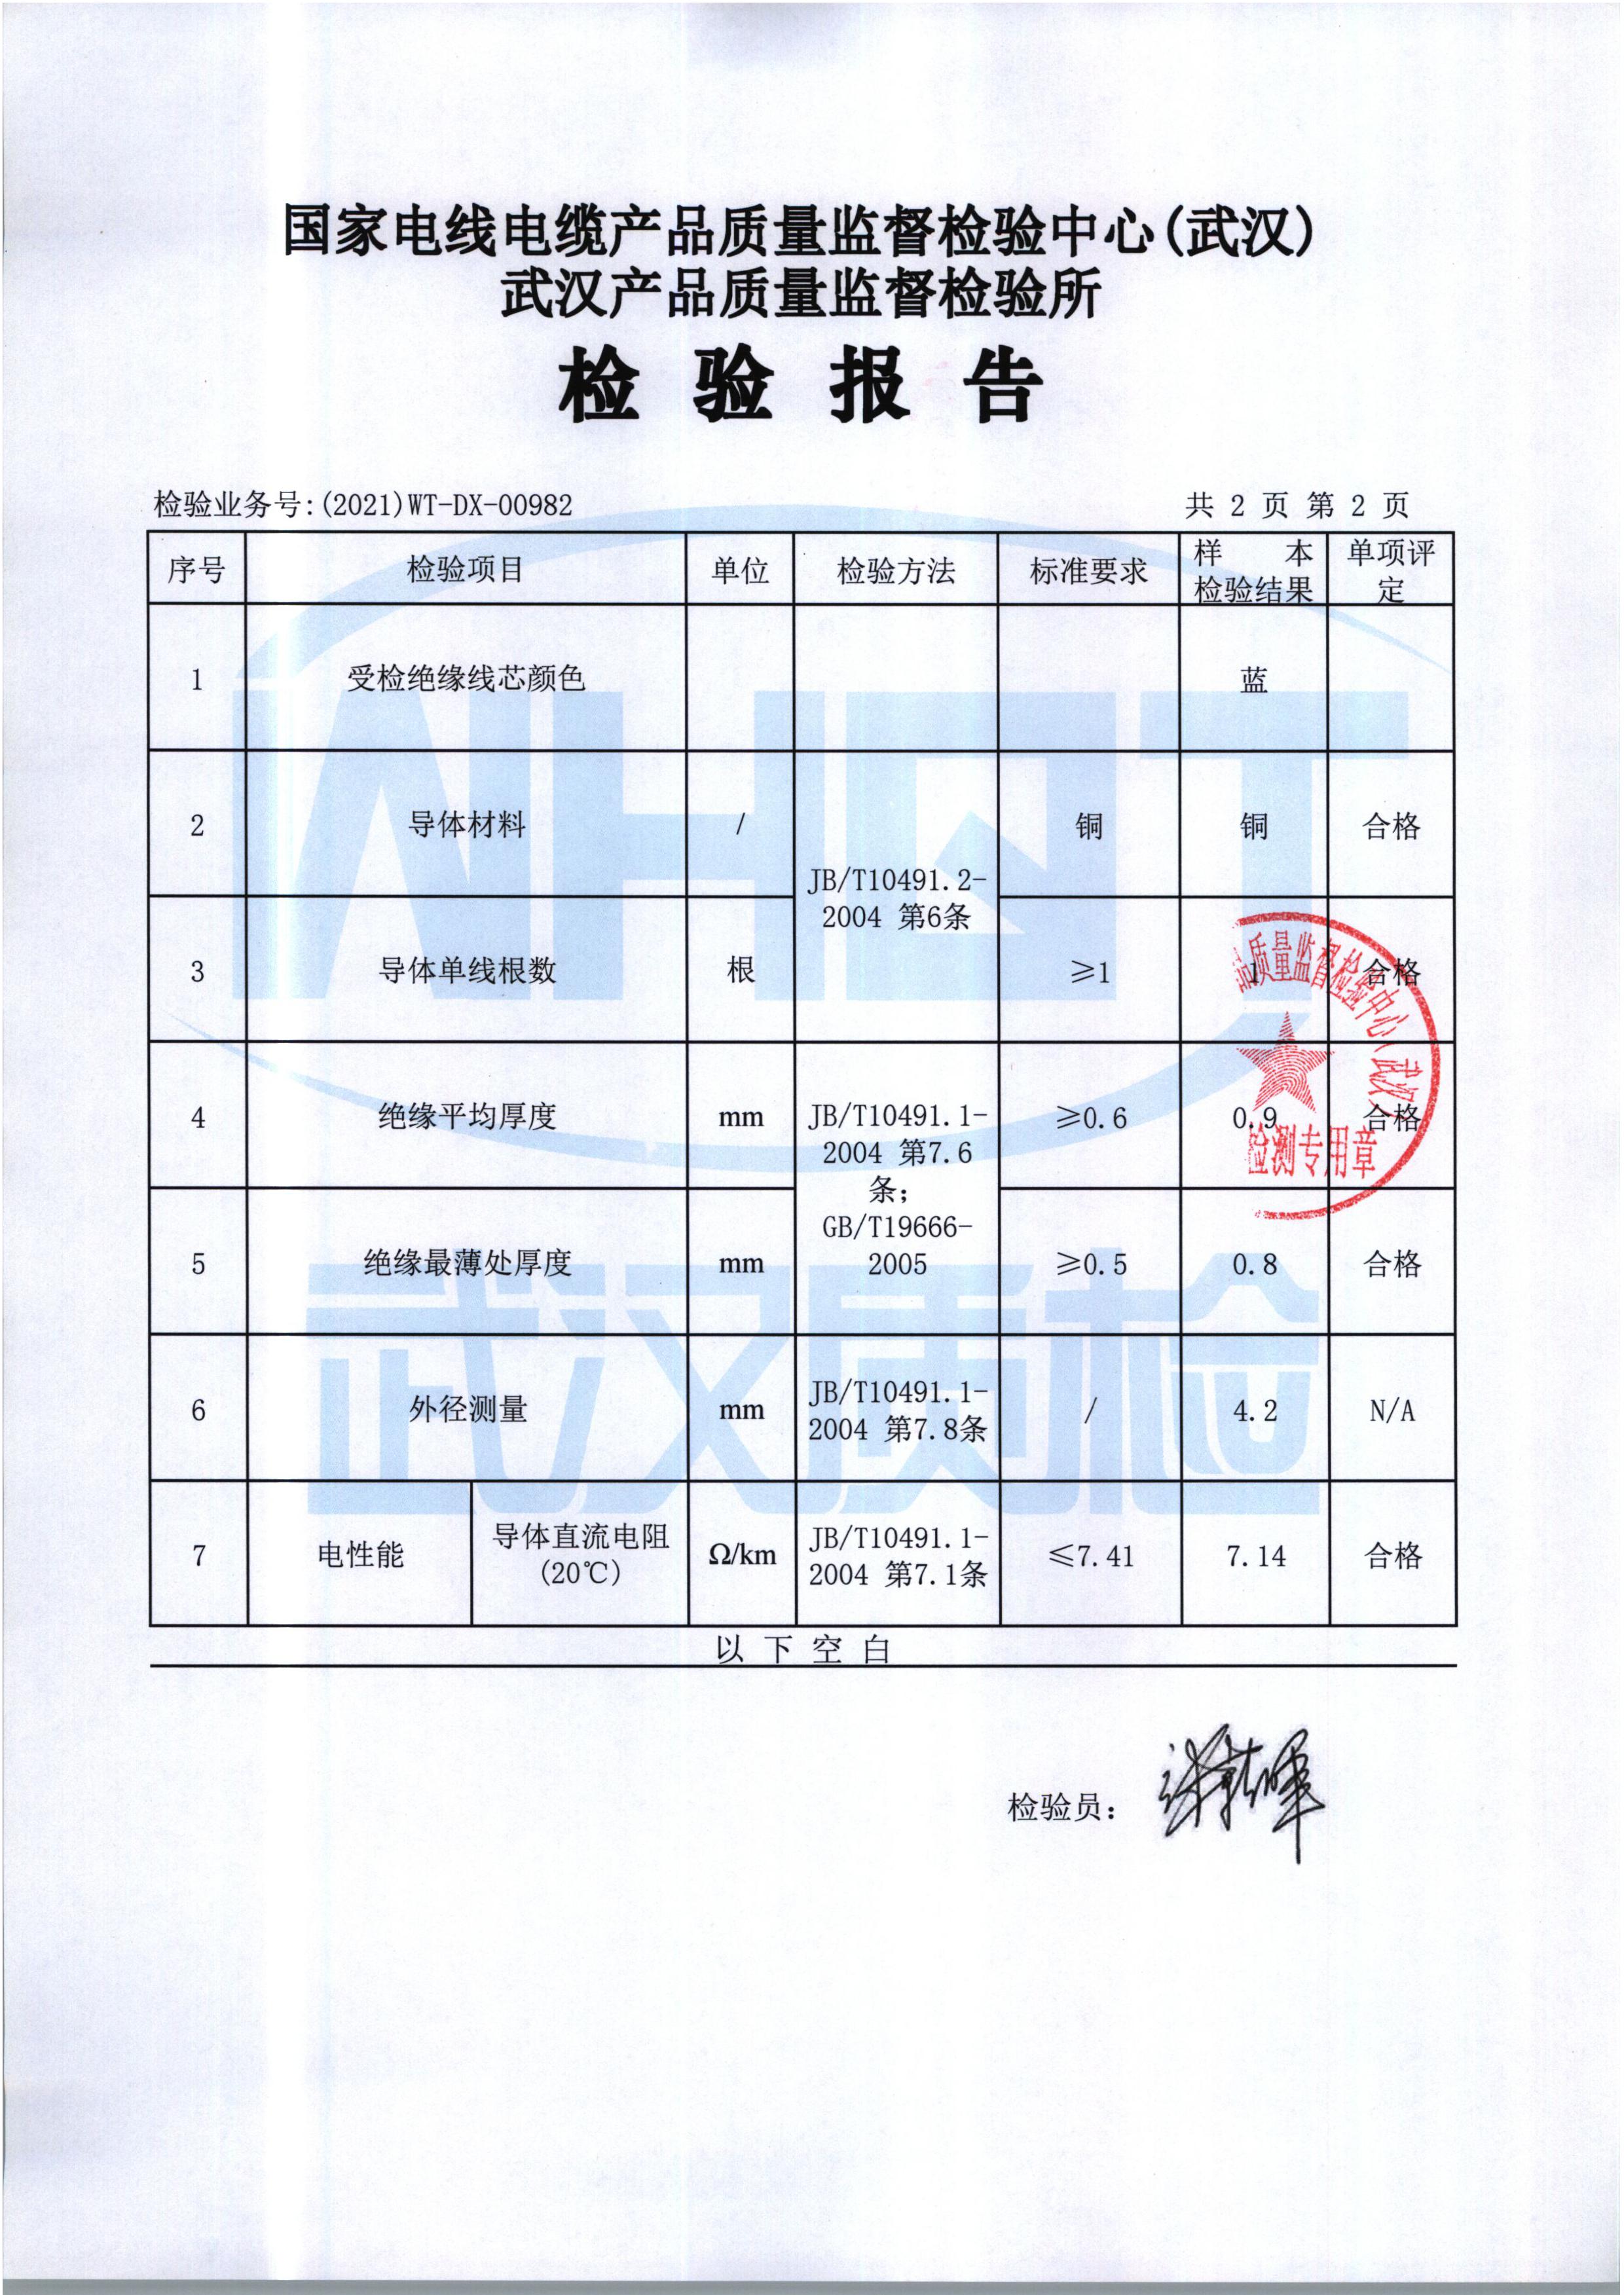 国家电线电缆产品质量监督检验中心(武汉)
武汉产品质量监督检验所
检 验 报 告
检验业务号:(2021)WT-DX-00982
共 2 页 第 2 页
序号 检验项目 单位 检验方法 标准要求 样 本 检验结果 单项评定
1 受检绝缘线芯颜色 蓝
2 导体材料 / 铜 铜 合格
JB/T10491.2-
2004 第6条
3 导体单线根数 根 ≥1 1 合格
4 绝缘平均厚度 mm ≥0.6 0.9 合格
JB/T10491.1-
2004 第7.6
条;
GB/T19666-
2005
5 绝缘最薄处厚度 mm ≥0.5 0.8 合格
6 外径测量 mm / 4.2 N/A
JB/T10491.1-
2004 第7.8条
7 电性能 导体直流电阻
(20℃)
Ω/km
JB/T10491.1-
2004 第7.1条
≤7.41 7.14 合格
以 下 空 白
检验员:
质量监督检验中心(武汉)
检测专用章
WHQT
武汉质检